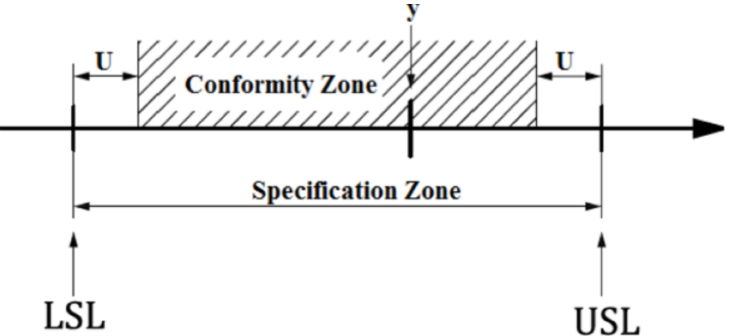 y
U
U
Conformity Zone
Specification Zone
LSL
USL